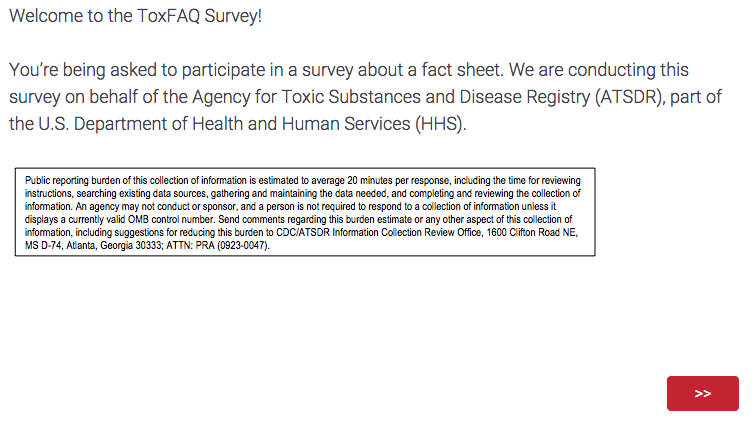 Welcome to the ToxFAQ Survey!
You're being asked to participate in a survey about a fact sheet. We are conducting this
survey on behalf of the Agency for Toxic Substances and Disease Registry (ATSDR), part of
the U.S. Department of Health and Human Services (HHS).
Public reporting burden of this collection of information is estimated to average 20 minutes per response, including the time for reviewing
instructions, searching existing data sources, gathering and maintaining the data needed, and completing and reviewing the collection of
information. An agency may not conduct or sponsor, and a person is not required to respond to a collection of information unless it
displays a currently valid OMB control number. Send comments regarding this burden estimate or any other aspect of this collection of
information, including suggestions for reducing this burden to CDC/ATSDR Information Collection Review Office, 1600 Clifton Road NE,
MS D-74, Atlanta, Georgia 30333; ATTN: PRA (0923-0047).
>>